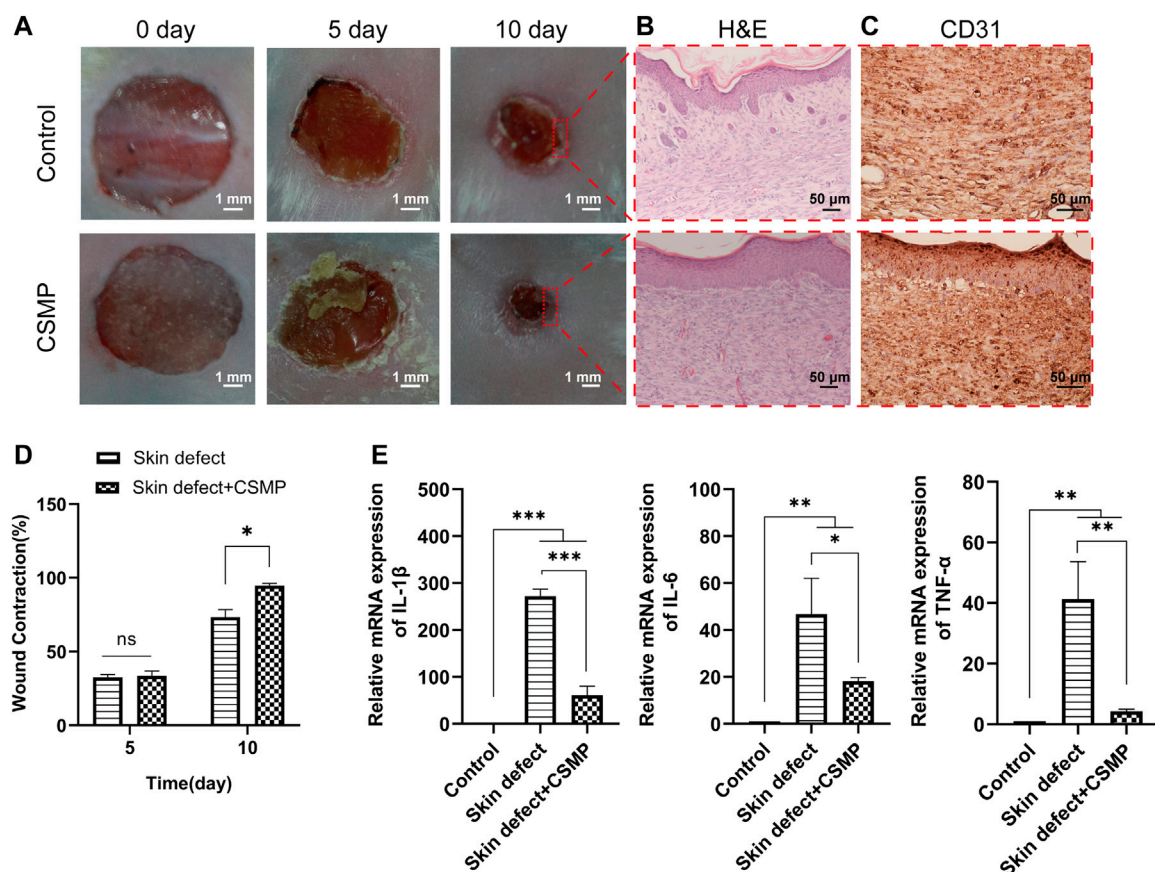 A
0 day
5 day
10 day
B
H&E
C
CD31
Control
1 mm
1 mm
1 mm
50 µm
50 µm
CSMP
1 mm
1 mm
1 mm
50 µm
50 µm
D
Skin defect
Skin defect+CSMP
Wound Contraction(%)
150
100
50
0
ns
*
5
10
Time(day)
E
Relative mRNA expression
of IL-1β
500
400
300
200
100
0
***
***
Control
Skin defect
Skin defect+CSMP
Relative mRNA expression
of IL-6
100
80
60
40
20
0
**
*
Control
Skin defect
Skin defect+CSMP
Relative mRNA expression
of TNF-α
80
60
40
20
0
**
**
Control
Skin defect
Skin defect+CSMP